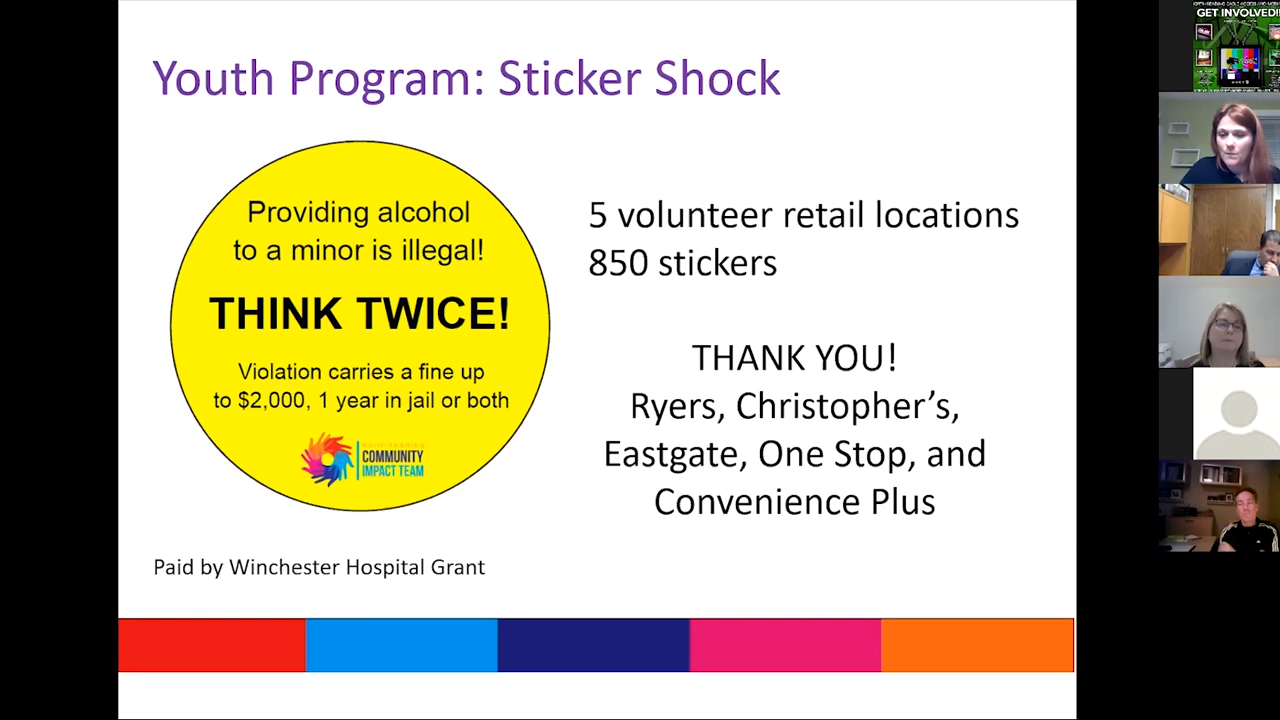 Youth Program: Sticker Shock
Providing alcohol
to a minor is illegal!
THINK TWICE!
Violation carries a fine up
to $2,000, 1 year in jail or both
COMMUNITY
IMPACT TEAM
5 volunteer retail locations
850 stickers
THANK YOU!
Ryers, Christopher’s,
Eastgate, One Stop, and
Convenience Plus
Paid by Winchester Hospital Grant
GET INVOLVED!